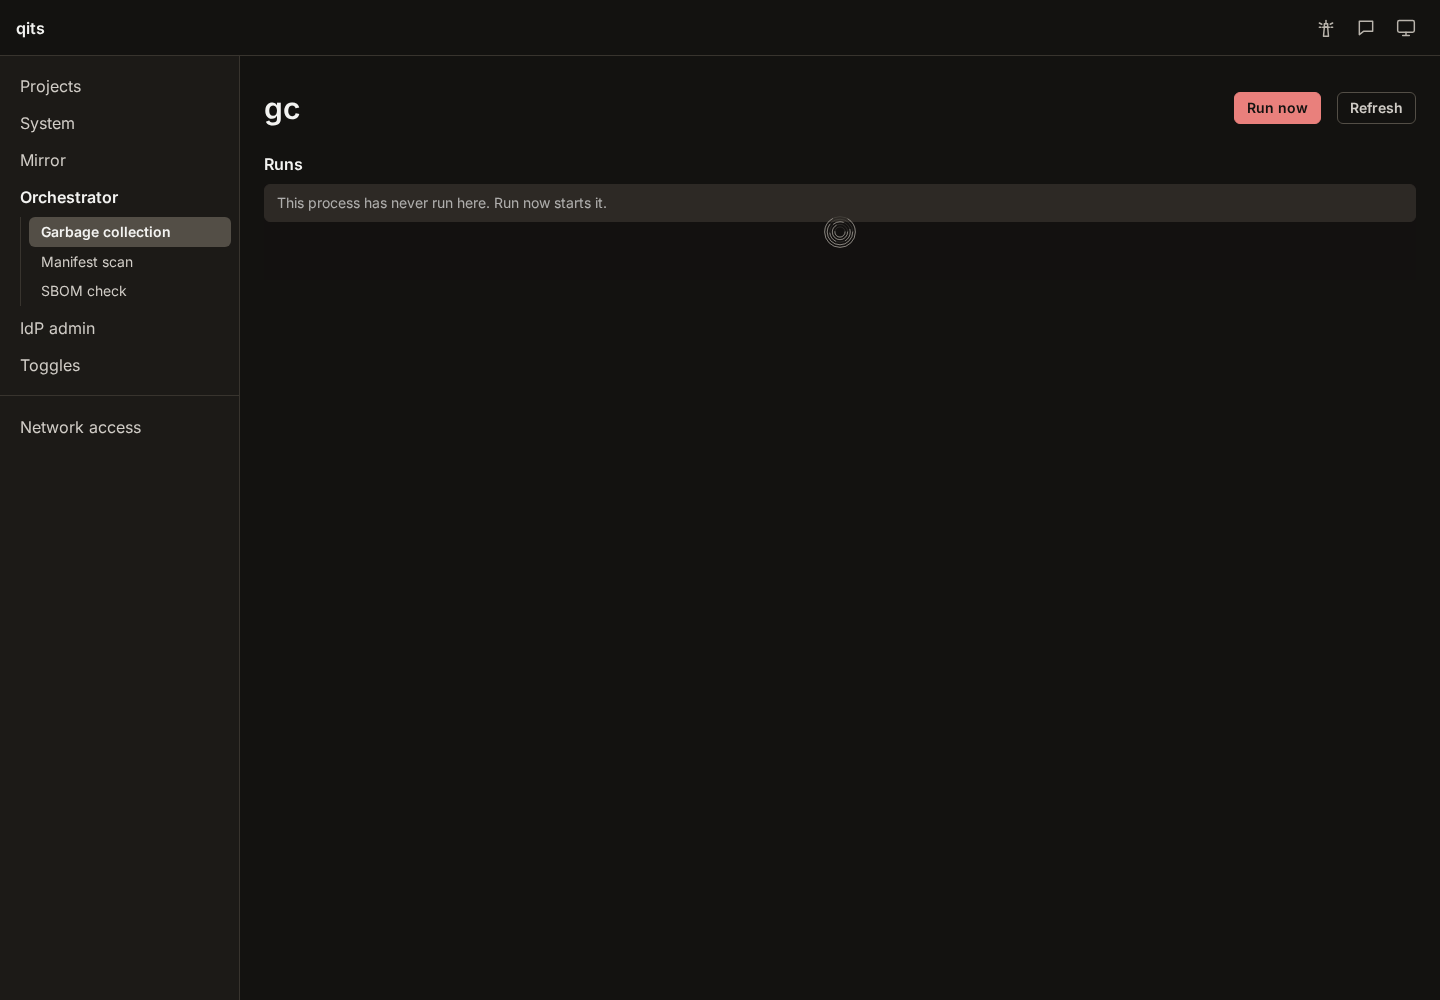 qits
Projects
System
Mirror
Orchestrator
Garbage collection
Manifest scan
SBOM check
IdP admin
Toggles
Network access
gc
Run now
Refresh
Runs
This process has never run here. Run now starts it.